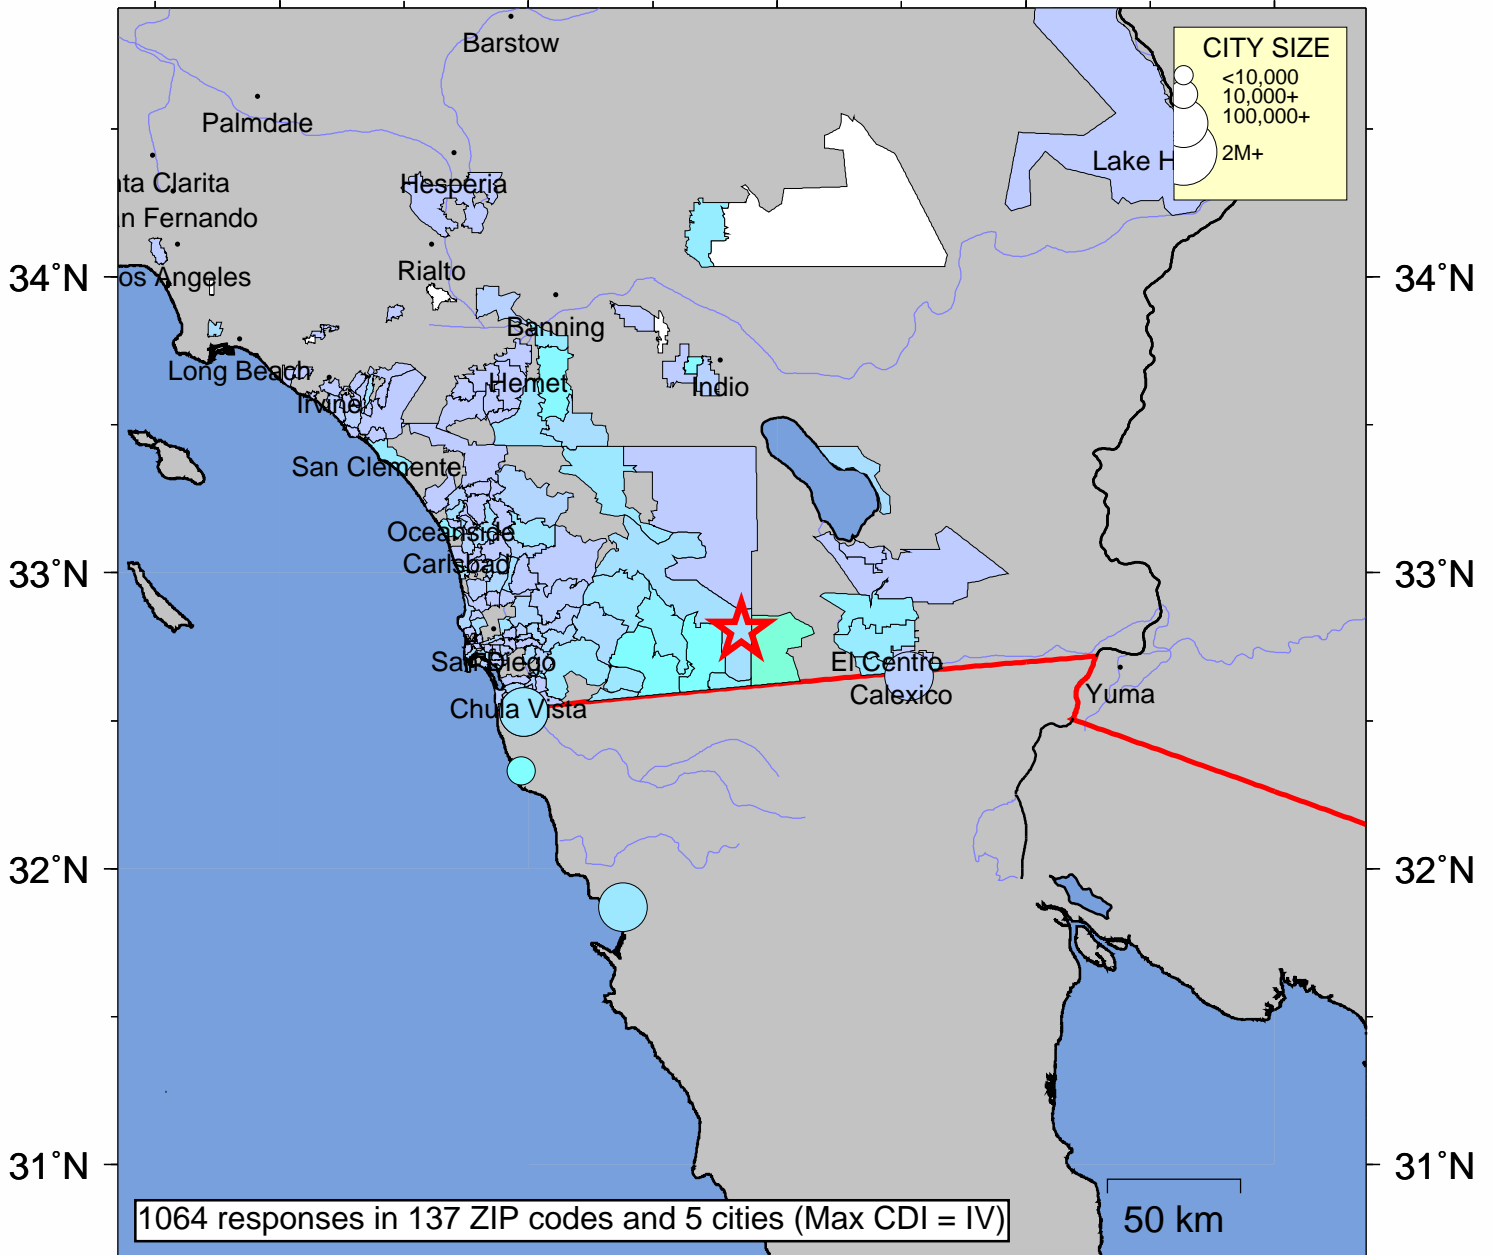 Barstow
CITY SIZE
<10,000
10,000+
100,000+
2M+
Palmdale
Lake H
nta Clarita
Hesperia
n Fernando
Rialto
34°N
os Angeles
34°N
Banning
Long Beach
Hemet
Indio
Irvine
San Clemente
Oceanside
Carlsbad
33°N
33°N
San Diego
El Centro
Calexico
Yuma
Chula Vista
32°N
32°N
31°N
31°N
1064 responses in 137 ZIP codes and 5 cities (Max CDI = IV)
50 km